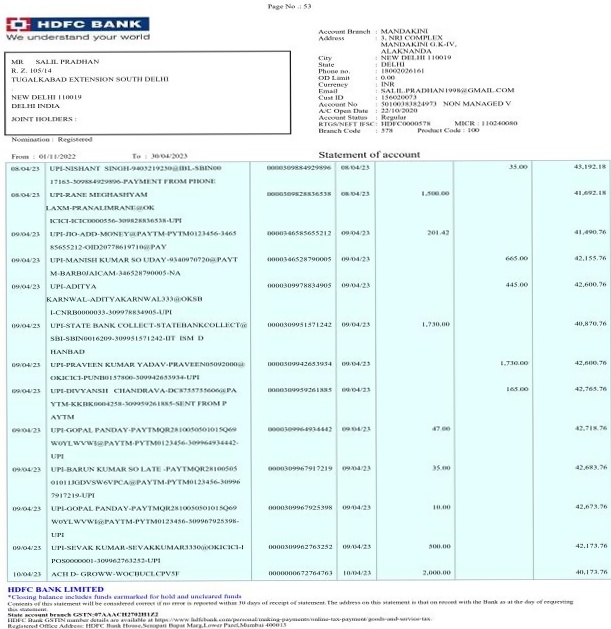 Page No .: 53
HDFC BANK
We understand your world
MR SALIL PRADHAN
R. Z. 105/14
TUGALKABAD EXTENSION SOUTH DELHI
NEW DELHI 110019
DELHI INDIA
JOINT HOLDERS :
Nomination : Registered
Account Branch : MANDAKINI
Address : 3, NRI COMPLEX
MANDAKINI G.K-IV,
ALAKNANDA
City : NEW DELHI 110019
State : DELHI
Phone no. : 18002026161
OD Limit : 0.00
Currency : INR
Email : SALIL.PRADHAN1998@GMAIL.COM
Cust ID : 156020073
Account No : 50100383824973 NON MANAGED V
A/C Open Date : 22/10/2020
Account Status : Regular
RTGS/NEFT IFSC: HDFC0000578 MICR : 110240080
Branch Code : 578 Product Code : 100
From : 01/11/2022 To : 30/04/2023 Statement of account
08/04/23 UPI-NISHANT SINGH-9403219230@IBL-SBIN00 0000309884929896 08/04/23 35.00 43,192.18
17163-309884929896-PAYMENT FROM PHONE
08/04/23 UPI-RANE MEGHASHYAM 0000309828836538 08/04/23 1,500.00 41,692.18
LAXM-PRANALIMRANE@OK
ICICI-ICIC0000556-309828836538-UPI
09/04/23 UPI-JIO-ADD-MONEY@PAYTM-PYTM0123456-3465 0000346585655212 09/04/23 201.42 41,490.76
85655212-OID20778619710@PAY
09/04/23 UPI-MANISH KUMAR SO UDAY-9340970720@PAYT 0000346528790005 09/04/23 665.00 42,155.76
M-BARB0JAICAM-346528790005-NA
09/04/23 UPI-ADITYA 0000309978834905 09/04/23 445.00 42,600.76
KARNWAL-ADITYAKARNWAL333@OKSB
I-CNRB0000033-309978834905-UPI
09/04/23 UPI-STATE BANK COLLECT-STATEBANKCOLLECT@ 0000309951571242 09/04/23 1,730.00 40,870.76
SBI-SBIN0016209-309951571242-IIT ISM D
HANBAD
09/04/23 UPI-PRAVEEN KUMAR YADAV-PRAVEEN05092000@ 0000309942653934 09/04/23 1,730.00 42,600.76
OKICICI-PUNB0157800-309942653934-UPI
09/04/23 UPI-DIVYANSH CHANDRAVA-DC8755755606@PA 0000309959261885 09/04/23 165.00 42,765.76
YTM-KKBK0004258-309959261885-SENT FROM P
AYTM
09/04/23 UPI-GOPAL PANDAY-PAYTMQR2810050501015Q69 0000309964934442 09/04/23 47.00 42,718.76
W0YLWVWI@PAYTM-PYTM0123456-309964934442-
UPI
09/04/23 UPI-BARUN KUMAR SO LATE -PAYTMQR28100505 0000309967917219 09/04/23 35.00 42,683.76
01011JGDVSW6VPCA@PAYTM-PYTM0123456-30996
7917219-UPI
09/04/23 UPI-GOPAL PANDAY-PAYTMQR2810050501015Q69 0000309967925398 09/04/23 10.00 42,673.76
W0YLWVWI@PAYTM-PYTM0123456-309967925398-
UPI
09/04/23 UPI-SEVAK KUMAR-SEVAKKUMAR3330@OKICICI-I 0000309962763252 09/04/23 500.00 42,173.76
POS0000001-309962763252-UPI
10/04/23 ACH D- GROWW-WOCBUCLCPV5F 0000000672764763 10/04/23 2,000.00 40,173.76
HDFC BANK LIMITED
*Closing balance includes funds earmarked for hold and uncleared funds
Contents of this statement will be considered correct if no error is reported within 30 days of receipt of statement.The address on this statement is that on record with the Bank as at the day of requesting
this statement.
State account branch GSTN:07AAACH2702H1Z2
HDFC Bank GSTIN number details are available at https://www.hdfcbank.com/personal/making-payments/online-tax-payment/goods-and-service-tax.
Registered Office Address: HDFC Bank House,Senapati Bapat Marg,Lower Parel,Mumbai 400013